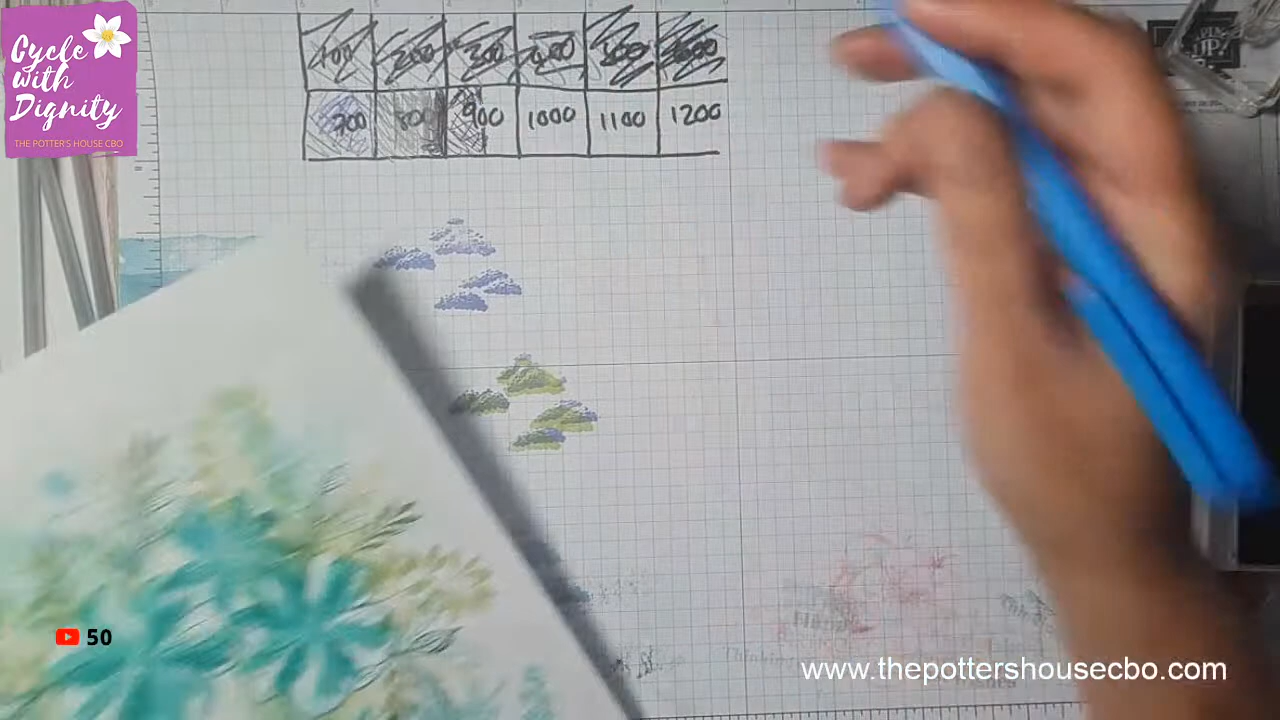 Cycle
with
Dignity
THE POTTER'S HOUSE CBO
100 200 300 400 500 600
700 800 900 1000 1100 1200
50
www.thepottershousecbo.com